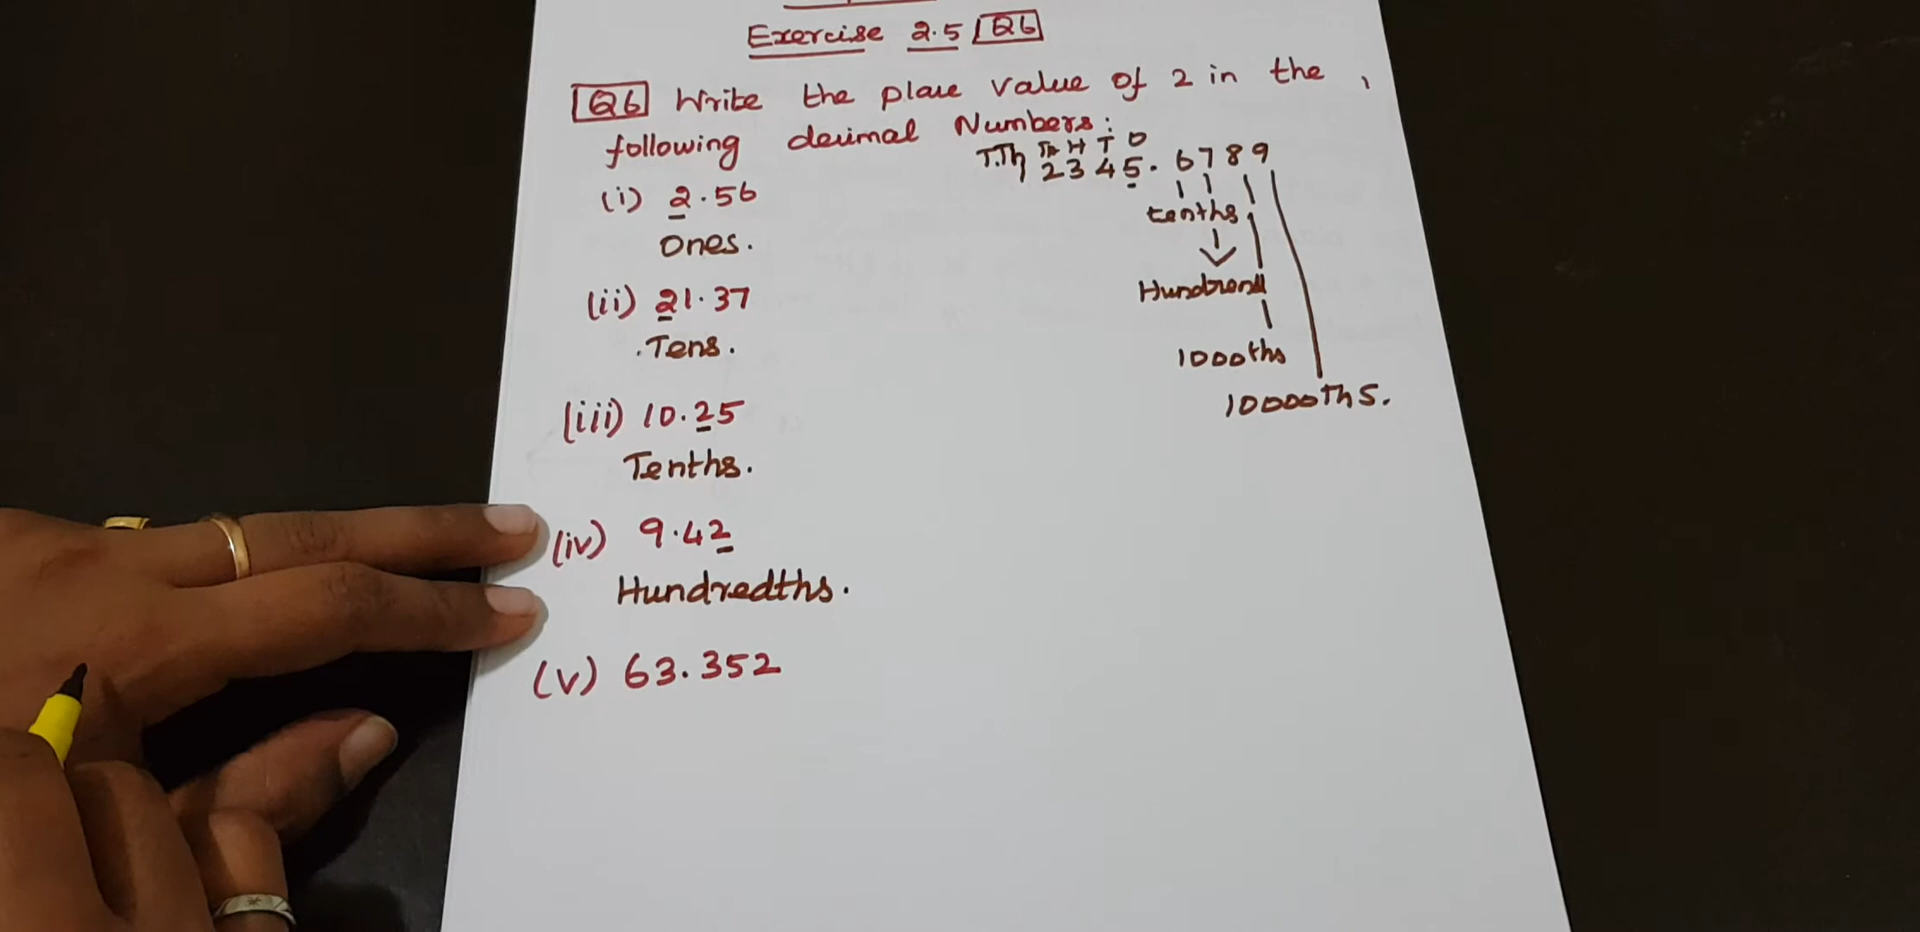 Exercise 2.5 Q6
Q6 Write the place value of 2 in the
following decimal Numbers:
T.Th Th H T O
2345.6789
tenths
1000ths
10000Ths.
(i) 2.56
Ones.
(ii) 21.37
Tens.
(iii) 10.25
Tenths.
(iv) 9.42
Hundredths.
(v) 63.352